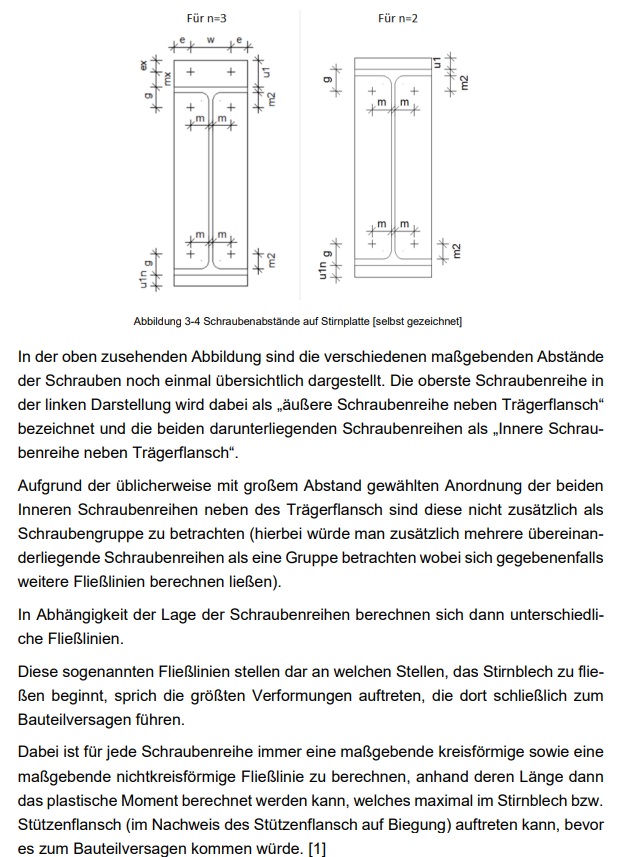 Für n=3
Für n=2
e w e
ex
mx
u1
g
m2
m m
m m
g
u1n
m2
u1
g
m2
m m
m m
g
u1n
m2
Abbildung 3-4 Schraubenabstände auf Stirnplatte [selbst gezeichnet]
In der oben zusehenden Abbildung sind die verschiedenen maßgebenden Abstände
der Schrauben noch einmal übersichtlich dargestellt. Die oberste Schraubenreihe in
der linken Darstellung wird dabei als „äußere Schraubenreihe neben Trägerflansch“
bezeichnet und die beiden darunterliegenden Schraubenreihen als „Innere Schrau-
benreihe neben Trägerflansch“.
Aufgrund der üblicherweise mit großem Abstand gewählten Anordnung der beiden
Inneren Schraubenreihen neben des Trägerflansch sind diese nicht zusätzlich als
Schraubengruppe zu betrachten (hierbei würde man zusätzlich mehrere übereinan-
derliegende Schraubenreihen als eine Gruppe betrachten wobei sich gegebenenfalls
weitere Fließlinien berechnen ließen).
In Abhängigkeit der Lage der Schraubenreihen berechnen sich dann unterschiedli-
che Fließlinien.
Diese sogenannten Fließlinien stellen dar an welchen Stellen, das Stirnblech zu flie-
ßen beginnt, sprich die größten Verformungen auftreten, die dort schließlich zum
Bauteilversagen führen.
Dabei ist für jede Schraubenreihe immer eine maßgebende kreisförmige sowie eine
maßgebende nichtkreisförmige Fließlinie zu berechnen, anhand deren Länge dann
das plastische Moment berechnet werden kann, welches maximal im Stirnblech bzw.
Stützenflansch (im Nachweis des Stützenflansch auf Biegung) auftreten kann, bevor
es zum Bauteilversagen kommen würde. [1]